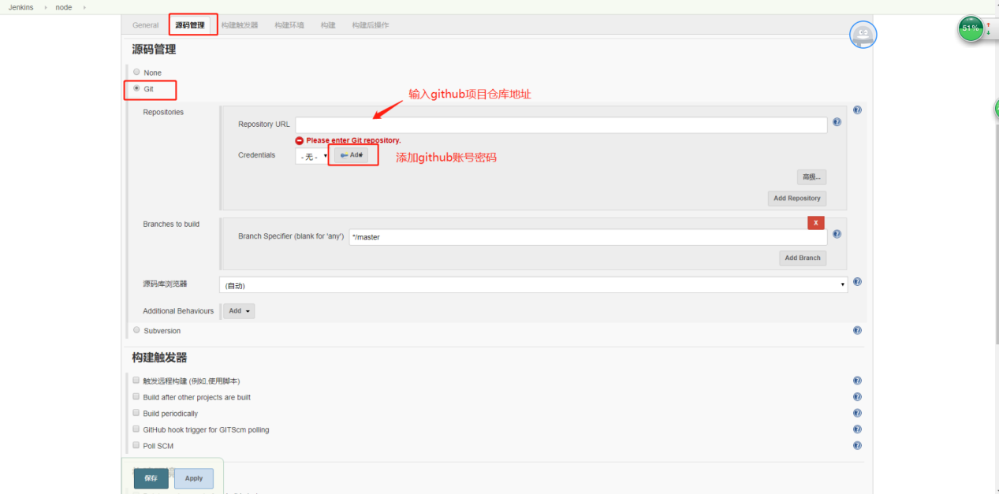 Jenkins › node ›
General 源码管理 构建触发器 构建环境 构建 构建后操作
51%
源码管理
None
Git
输入github项目仓库地址
Repositories
Repository URL
Please enter Git repository.
Credentials - 无 - Add
添加github账号密码
高级...
Add Repository
Branches to build
X
Branch Specifier (blank for 'any') */master
Add Branch
源码库浏览器 (自动)
Additional Behaviours Add
Subversion
构建触发器
触发远程构建 (例如,使用脚本)
Build after other projects are built
Build periodically
GitHub hook trigger for GITScm polling
Poll SCM
保存 Apply